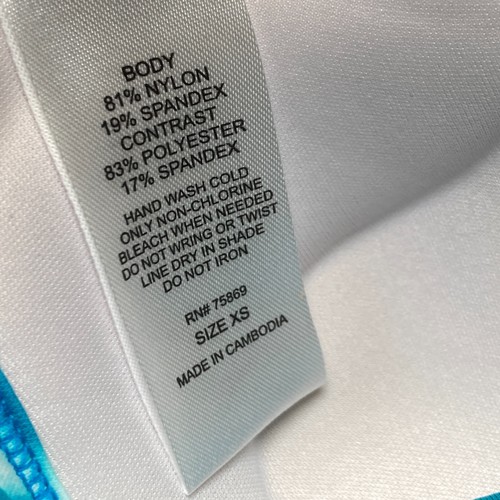 BODY
81% NYLON
19% SPANDEX
CONTRAST
83% POLYESTER
17% SPANDEX
HAND WASH COLD
ONLY NON-CHLORINE
BLEACH WHEN NEEDED
DO NOT WRING OR TWIST
LINE DRY IN SHADE
DO NOT IRON
RN# 75869
SIZE XS
MADE IN CAMBODIA